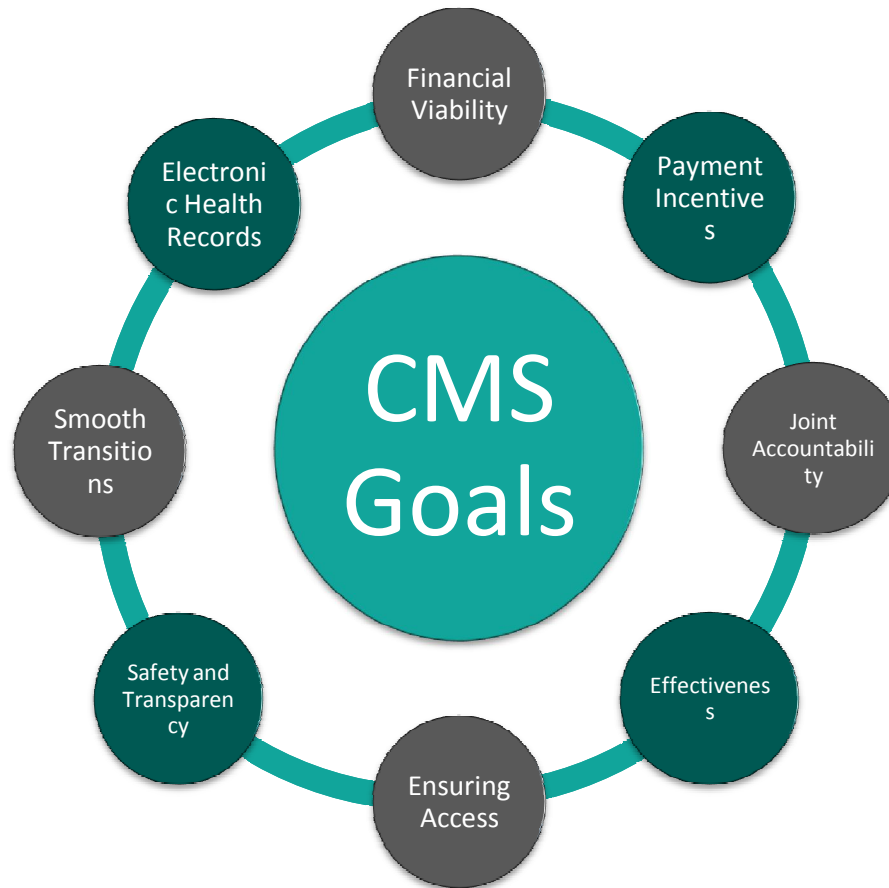 Financial
Viability
Payment
Incentive
s
Joint
Accountabili
ty
Effectivenes
s
Ensuring
Access
Safety and
Transparen
cy
Smooth
Transitio
ns
Electroni
c Health
Records
CMS
Goals